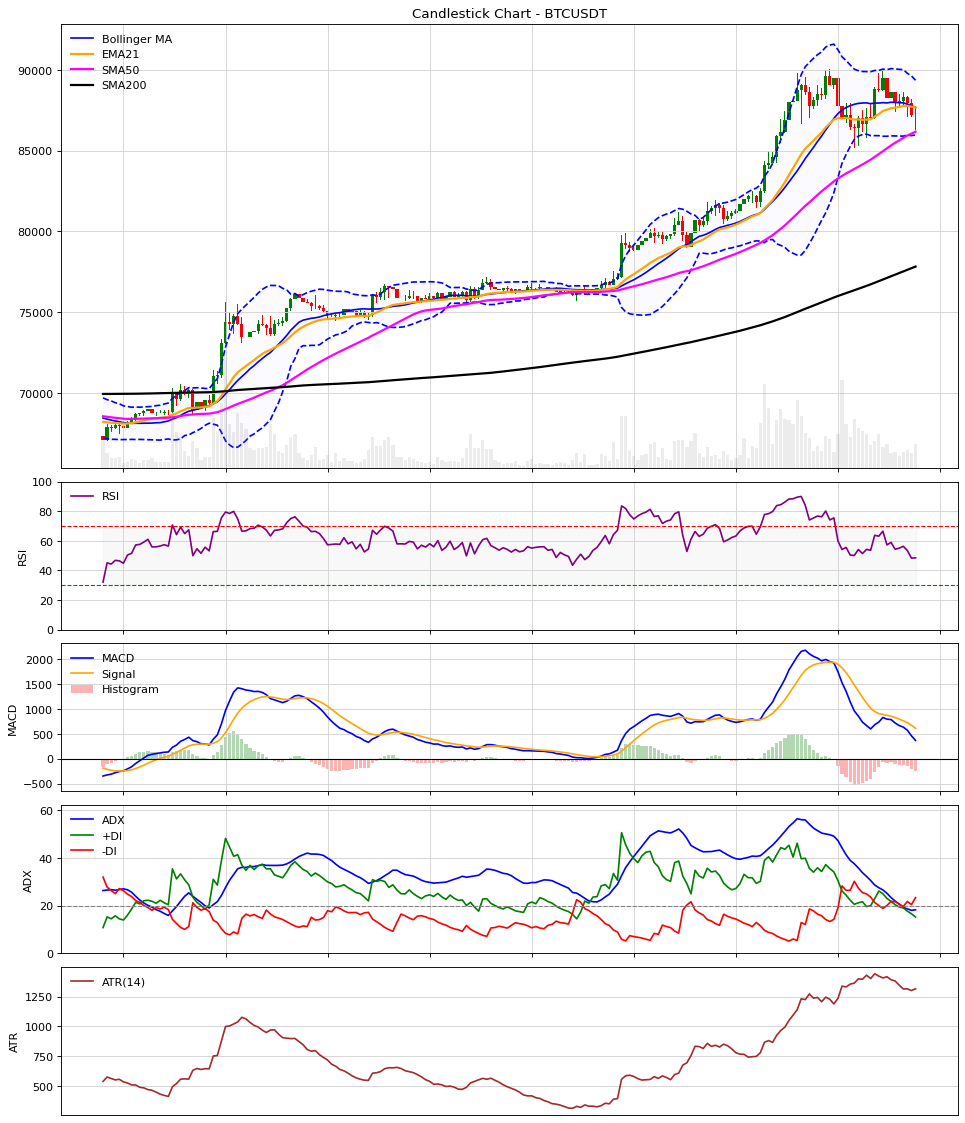 Candlestick Chart - BTCUSDT
Bollinger MA
EMA21
SMA50
SMA200
90000
85000
80000
75000
70000
RSI
RSI
100
80
60
40
20
0
MACD
Signal
Histogram
MACD
2000
1500
1000
500
0
−500
ADX
+DI
-DI
ADX
60
40
20
0
ATR(14)
ATR
1250
1000
750
500